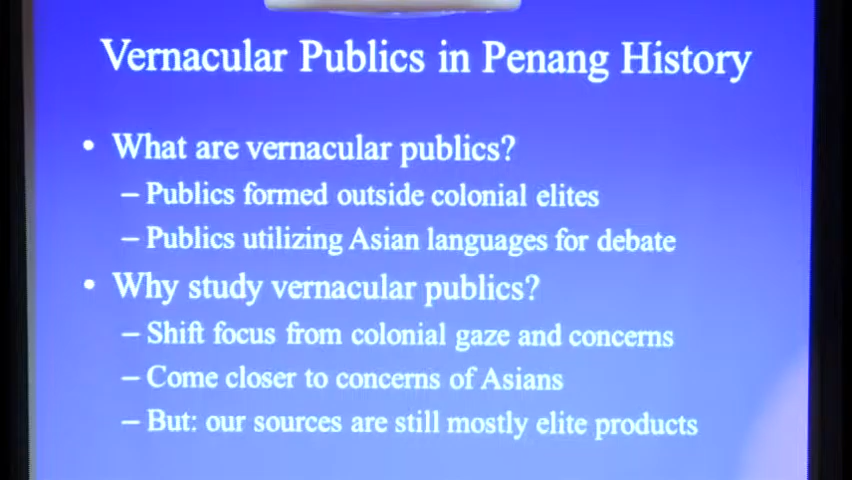 Vernacular Publics in Penang History
• What are vernacular publics?
– Publics formed outside colonial elites
– Publics utilizing Asian languages for debate
• Why study vernacular publics?
– Shift focus from colonial gaze and concerns
– Come closer to concerns of Asians
– But: our sources are still mostly elite products